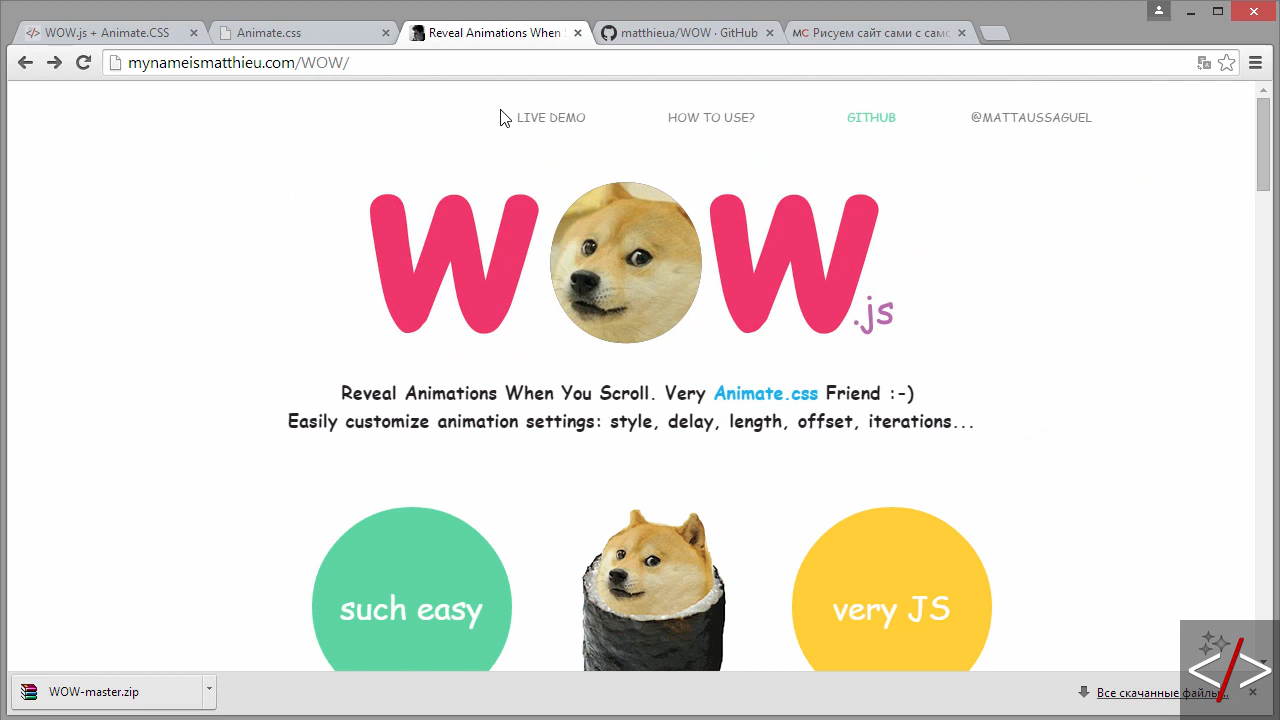 WOW.js + Animate.CSS
Animate.css
Reveal Animations When
matthieua/WOW · GitHub
MC Рисуем сайт сами с самс
mynameismatthieu.com/WOW/
LIVE DEMO
HOW TO USE?
GITHUB
@MATTAUSSAGUEL
W W.js
Reveal Animations When You Scroll. Very Animate.css Friend :-)
Easily customize animation settings: style, delay, length, offset, iterations...
such easy
very JS
WOW-master.zip
Все скачанные файлы...